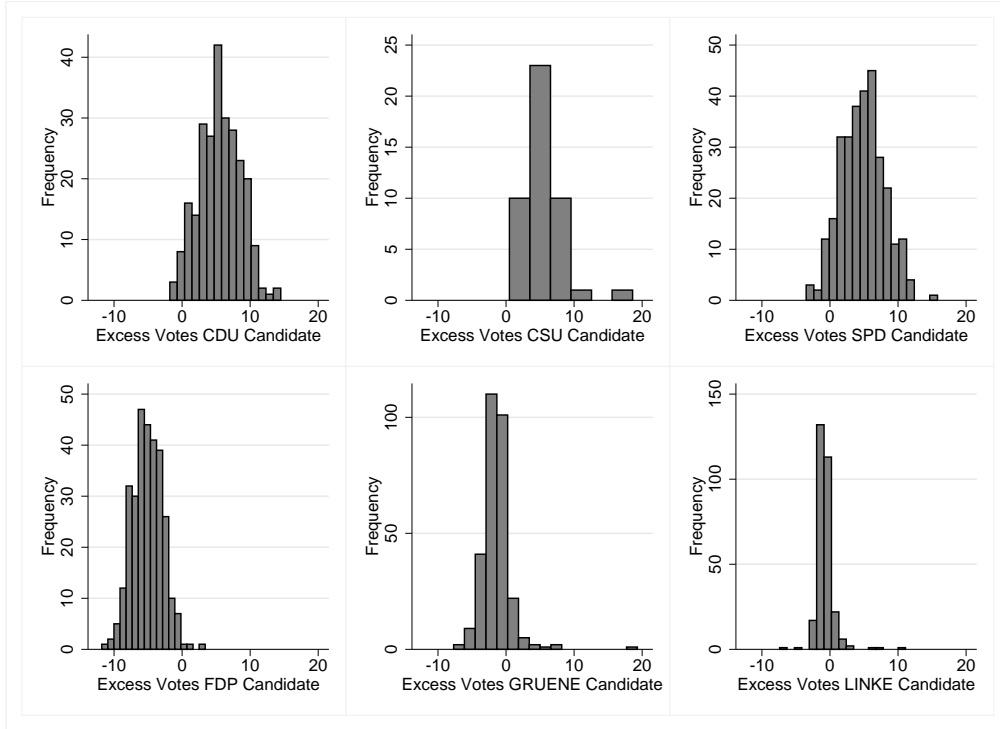 Frequency
0 10 20 30 40
-10 0 10 20
Excess Votes CDU Candidate
Frequency
0 5 10 15 20 25
-10 0 10 20
Excess Votes CSU Candidate
Frequency
0 10 20 30 40 50
-10 0 10 20
Excess Votes SPD Candidate
Frequency
0 10 20 30 40 50
-10 0 10 20
Excess Votes FDP Candidate
Frequency
0 50 100
-10 0 10 20
Excess Votes GRUENE Candidate
Frequency
0 50 100 150
-10 0 10 20
Excess Votes LINKE Candidate